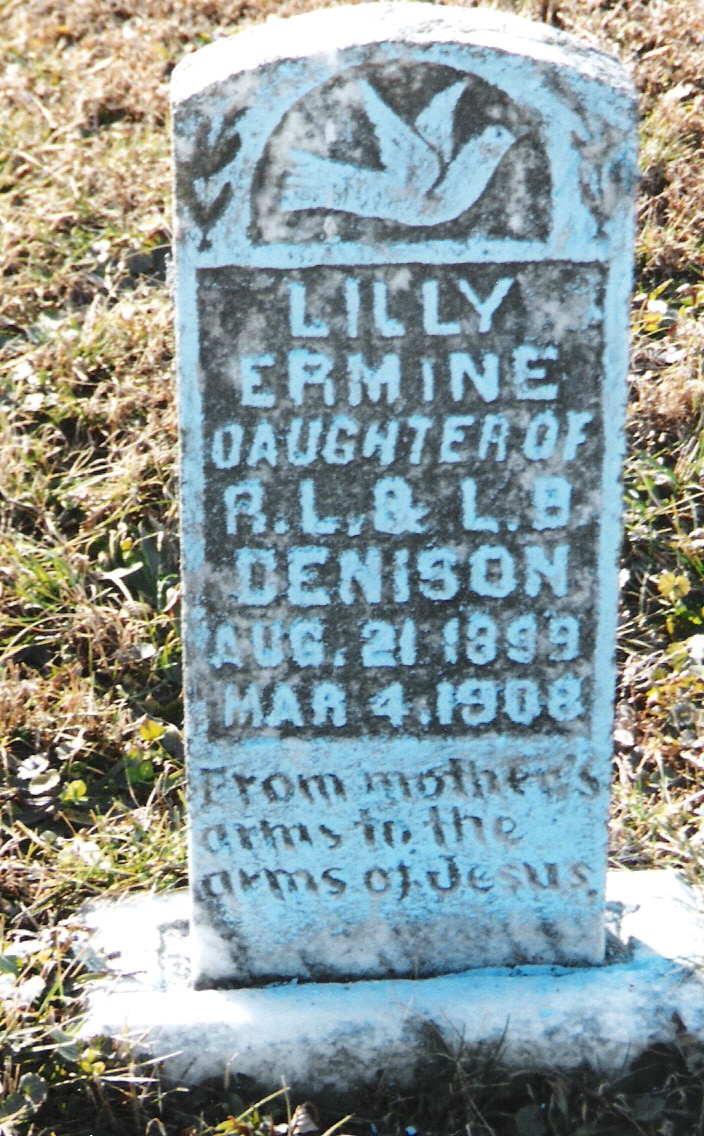 LILLY
ERMINE
DAUGHTER OF
R.L. & L.B
DENISON
AUG. 21 1899
MAR 4. 1908
From mother's
arms to the
arms of Jesus.